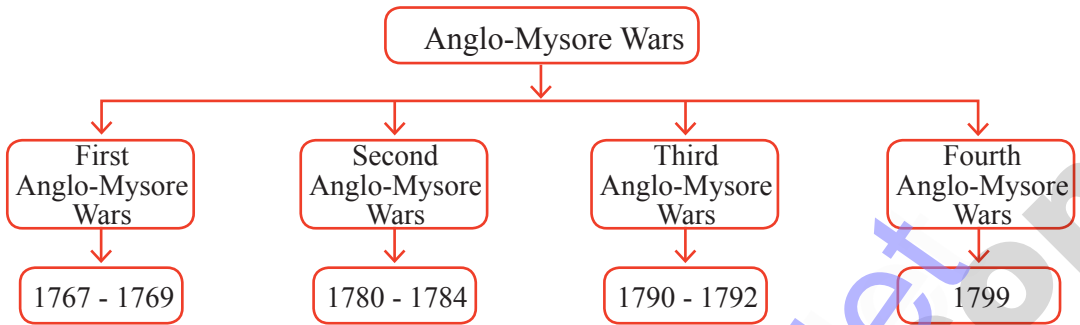 Anglo-Mysore Wars
First
Anglo-Mysore
Wars
Second
Anglo-Mysore
Wars
Third
Anglo-Mysore
Wars
Fourth
Anglo-Mysore
Wars
1767 - 1769
1780 - 1784
1790 - 1792
1799